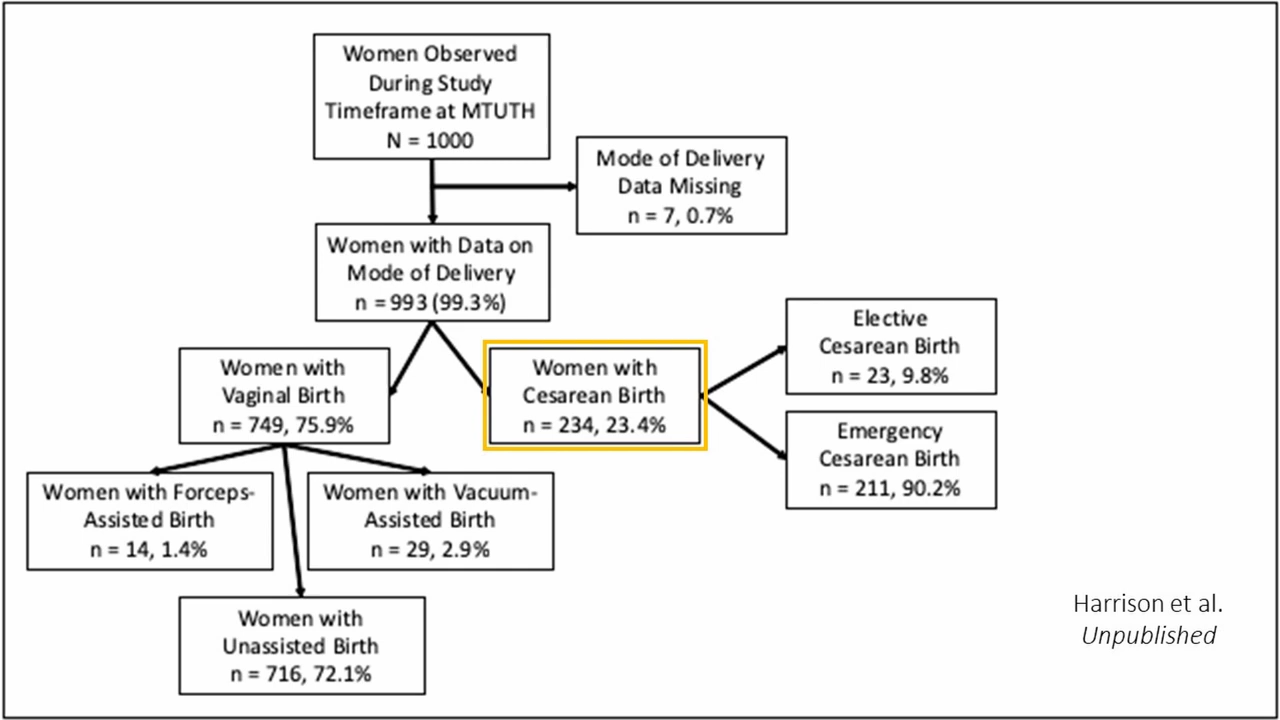 Women Observed
During Study
Timeframe at MTUTH
N = 1000
Mode of Delivery
Data Missing
n = 7, 0.7%
Women with Data on
Mode of Delivery
n = 993 (99.3%)
Women with
Vaginal Birth
n = 749, 75.9%
Women with
Cesarean Birth
n = 234, 23.4%
Elective
Cesarean Birth
n = 23, 9.8%
Emergency
Cesarean Birth
n = 211, 90.2%
Women with Forceps-
Assisted Birth
n = 14, 1.4%
Women with Vacuum-
Assisted Birth
n = 29, 2.9%
Women with
Unassisted Birth
n = 716, 72.1%
Harrison et al.
Unpublished